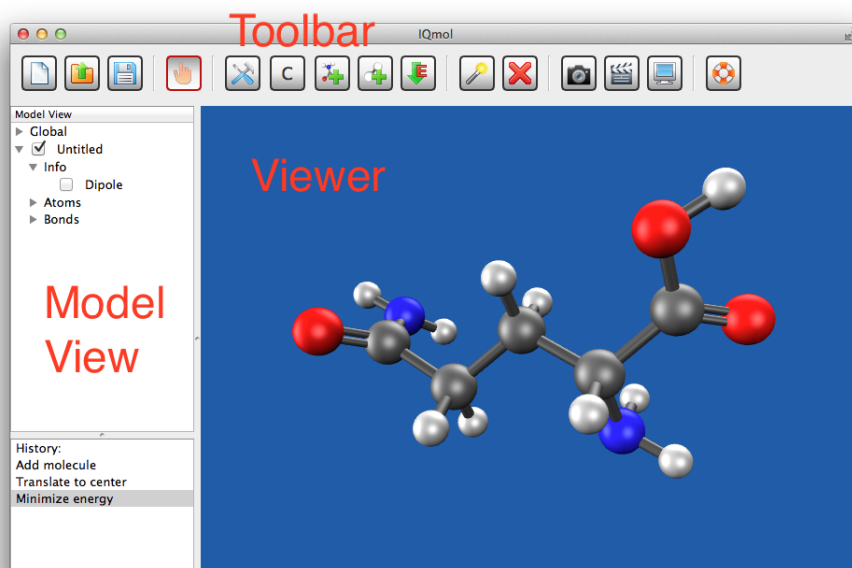 Toolbar
IQmol
C
E
Model View
Global
Untitled
Info
Dipole
Atoms
Bonds
Viewer
Model
View
History:
Add molecule
Translate to center
Minimize energy